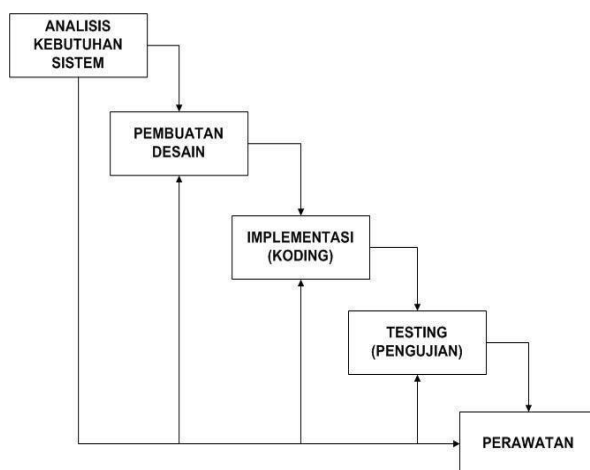 ANALISIS
KEBUTUHAN
SISTEM
PEMBUATAN
DESAIN
IMPLEMENTASI
(KODING)
TESTING
(PENGUJIAN)
PERAWATAN